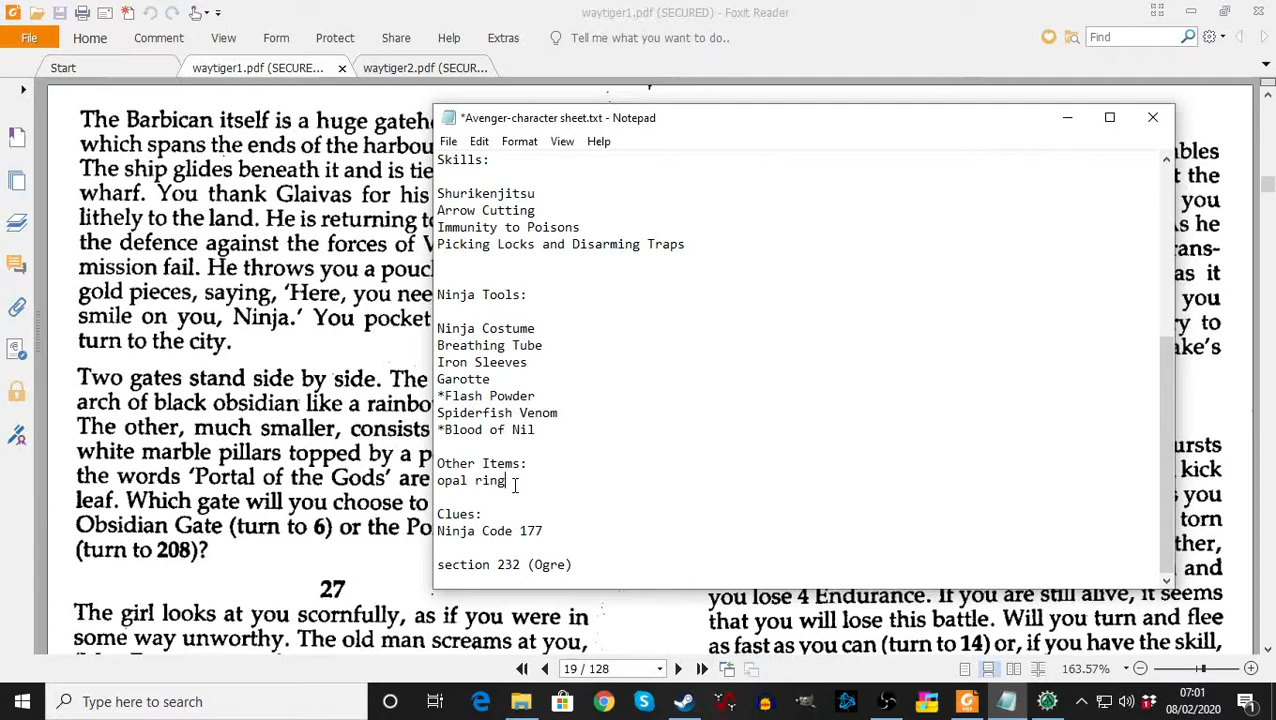 waytiger1.pdf (SECURED) - Foxit Reader
File Home Comment View Form Protect Share Help Extras Tell me what you want to do.. Find
Start waytiger1.pdf (SECURE... waytiger2.pdf (SECUR...
The Barbican itself is a huge gateh
which spans the ends of the harbou
The ship glides beneath it and is tie
wharf. You thank Glaivas for his
lithely to the land. He is returning to
the defence against the forces of V
mission fail. He throws you a pouc
gold pieces, saying, 'Here, you nee
smile on you, Ninja.' You pocket
turn to the city.
Two gates stand side by side. The
arch of black obsidian like a rainbo
The other, much smaller, consists
white marble pillars topped by a p
the words 'Portal of the Gods' are
leaf. Which gate will you choose to
Obsidian Gate (turn to 6) or the Po
(turn to 208)?
27
The girl looks at you scornfully, as if you were in
some way unworthy. The old man screams at you,
*Avenger-character sheet.txt - Notepad
File Edit Format View Help
Skills:
Shurikenjitsu
Arrow Cutting
Immunity to Poisons
Picking Locks and Disarming Traps
Ninja Tools:
Ninja Costume
Breathing Tube
Iron Sleeves
Garotte
*Flash Powder
Spiderfish Venom
*Blood of Nil
Other Items:
opal ring
Clues:
Ninja Code 177
section 232 (Ogre)
ables
t the
you
As he
rans-
as it
you
ry to
ake's
ursts
kick
s you
torn
ther,
and
you lose 4 Endurance. If you are still alive, it seems
that you will lose this battle. Will you turn and flee
as fast as you can (turn to 14) or, if you have the skill,
19 / 128
163.57%
Type here to search
07:01
08/02/2020
1